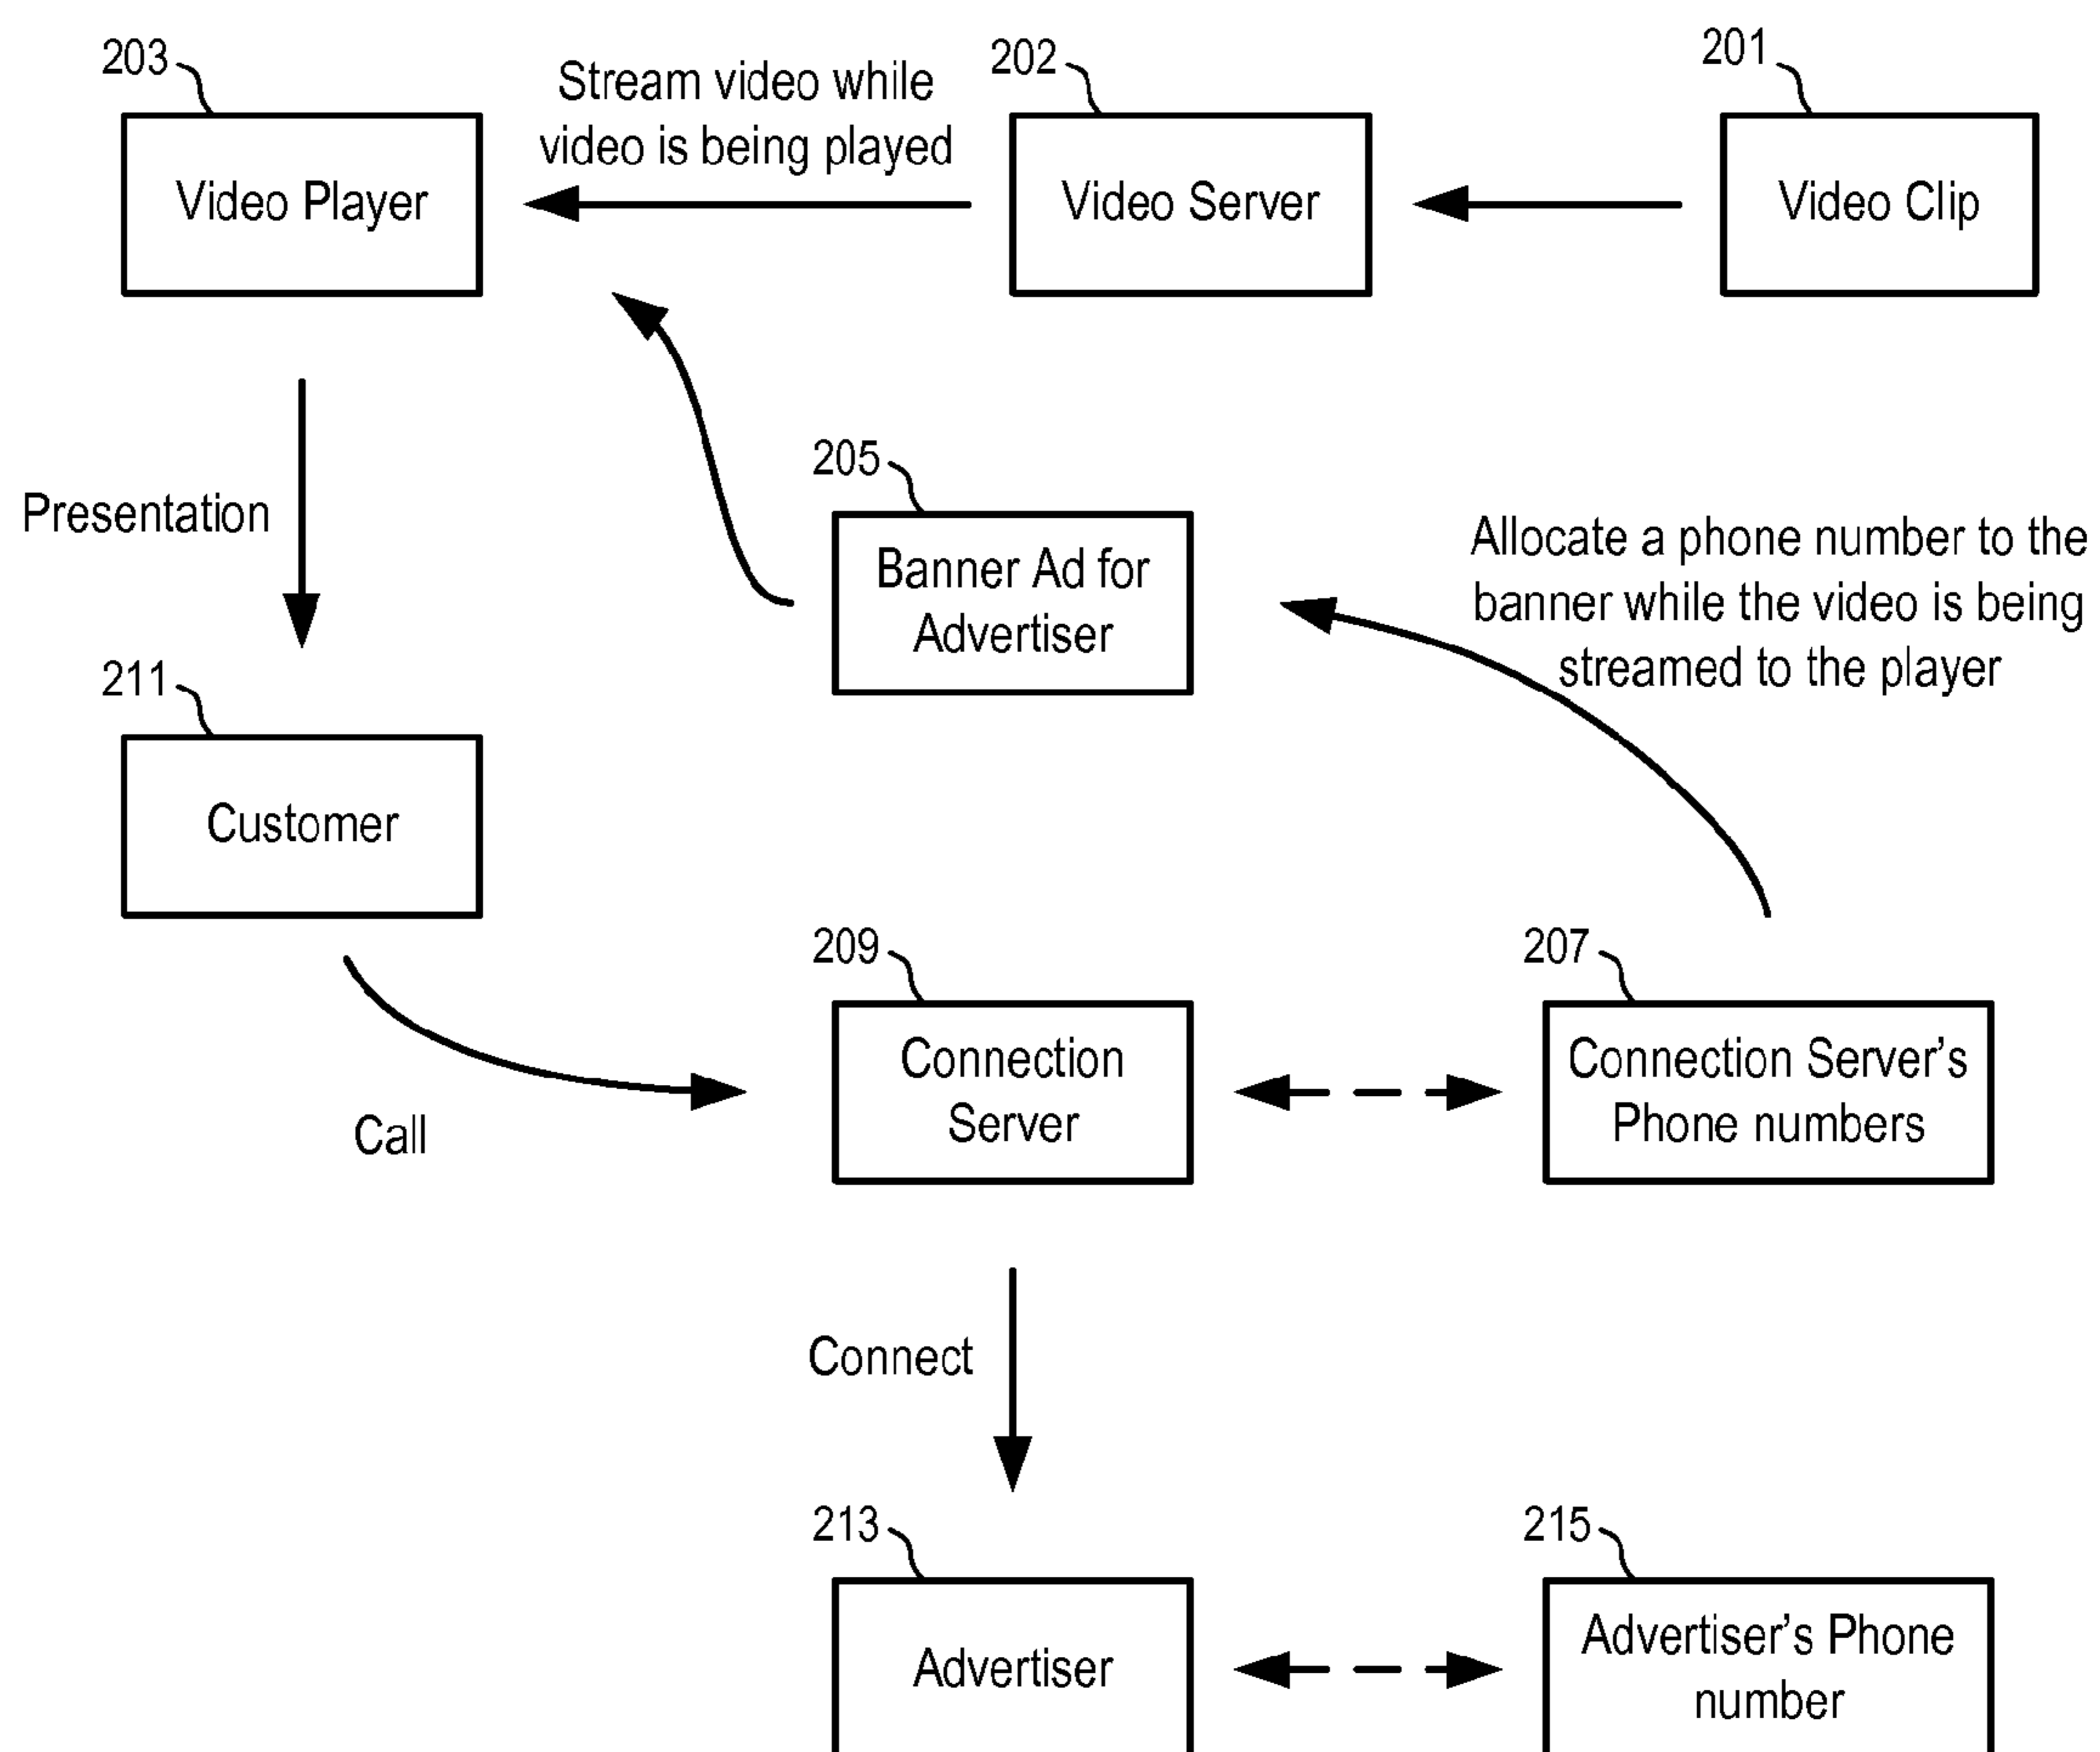 203
Stream video while
video is being played
202
201
Video Player
Video Server
Video Clip
Presentation
205
Banner Ad for
Advertiser
Allocate a phone number to the
banner while the video is being
streamed to the player
211
Customer
Call
209
Connection
Server
207
Connection Server's
Phone numbers
Connect
213
Advertiser
215
Advertiser's Phone
number